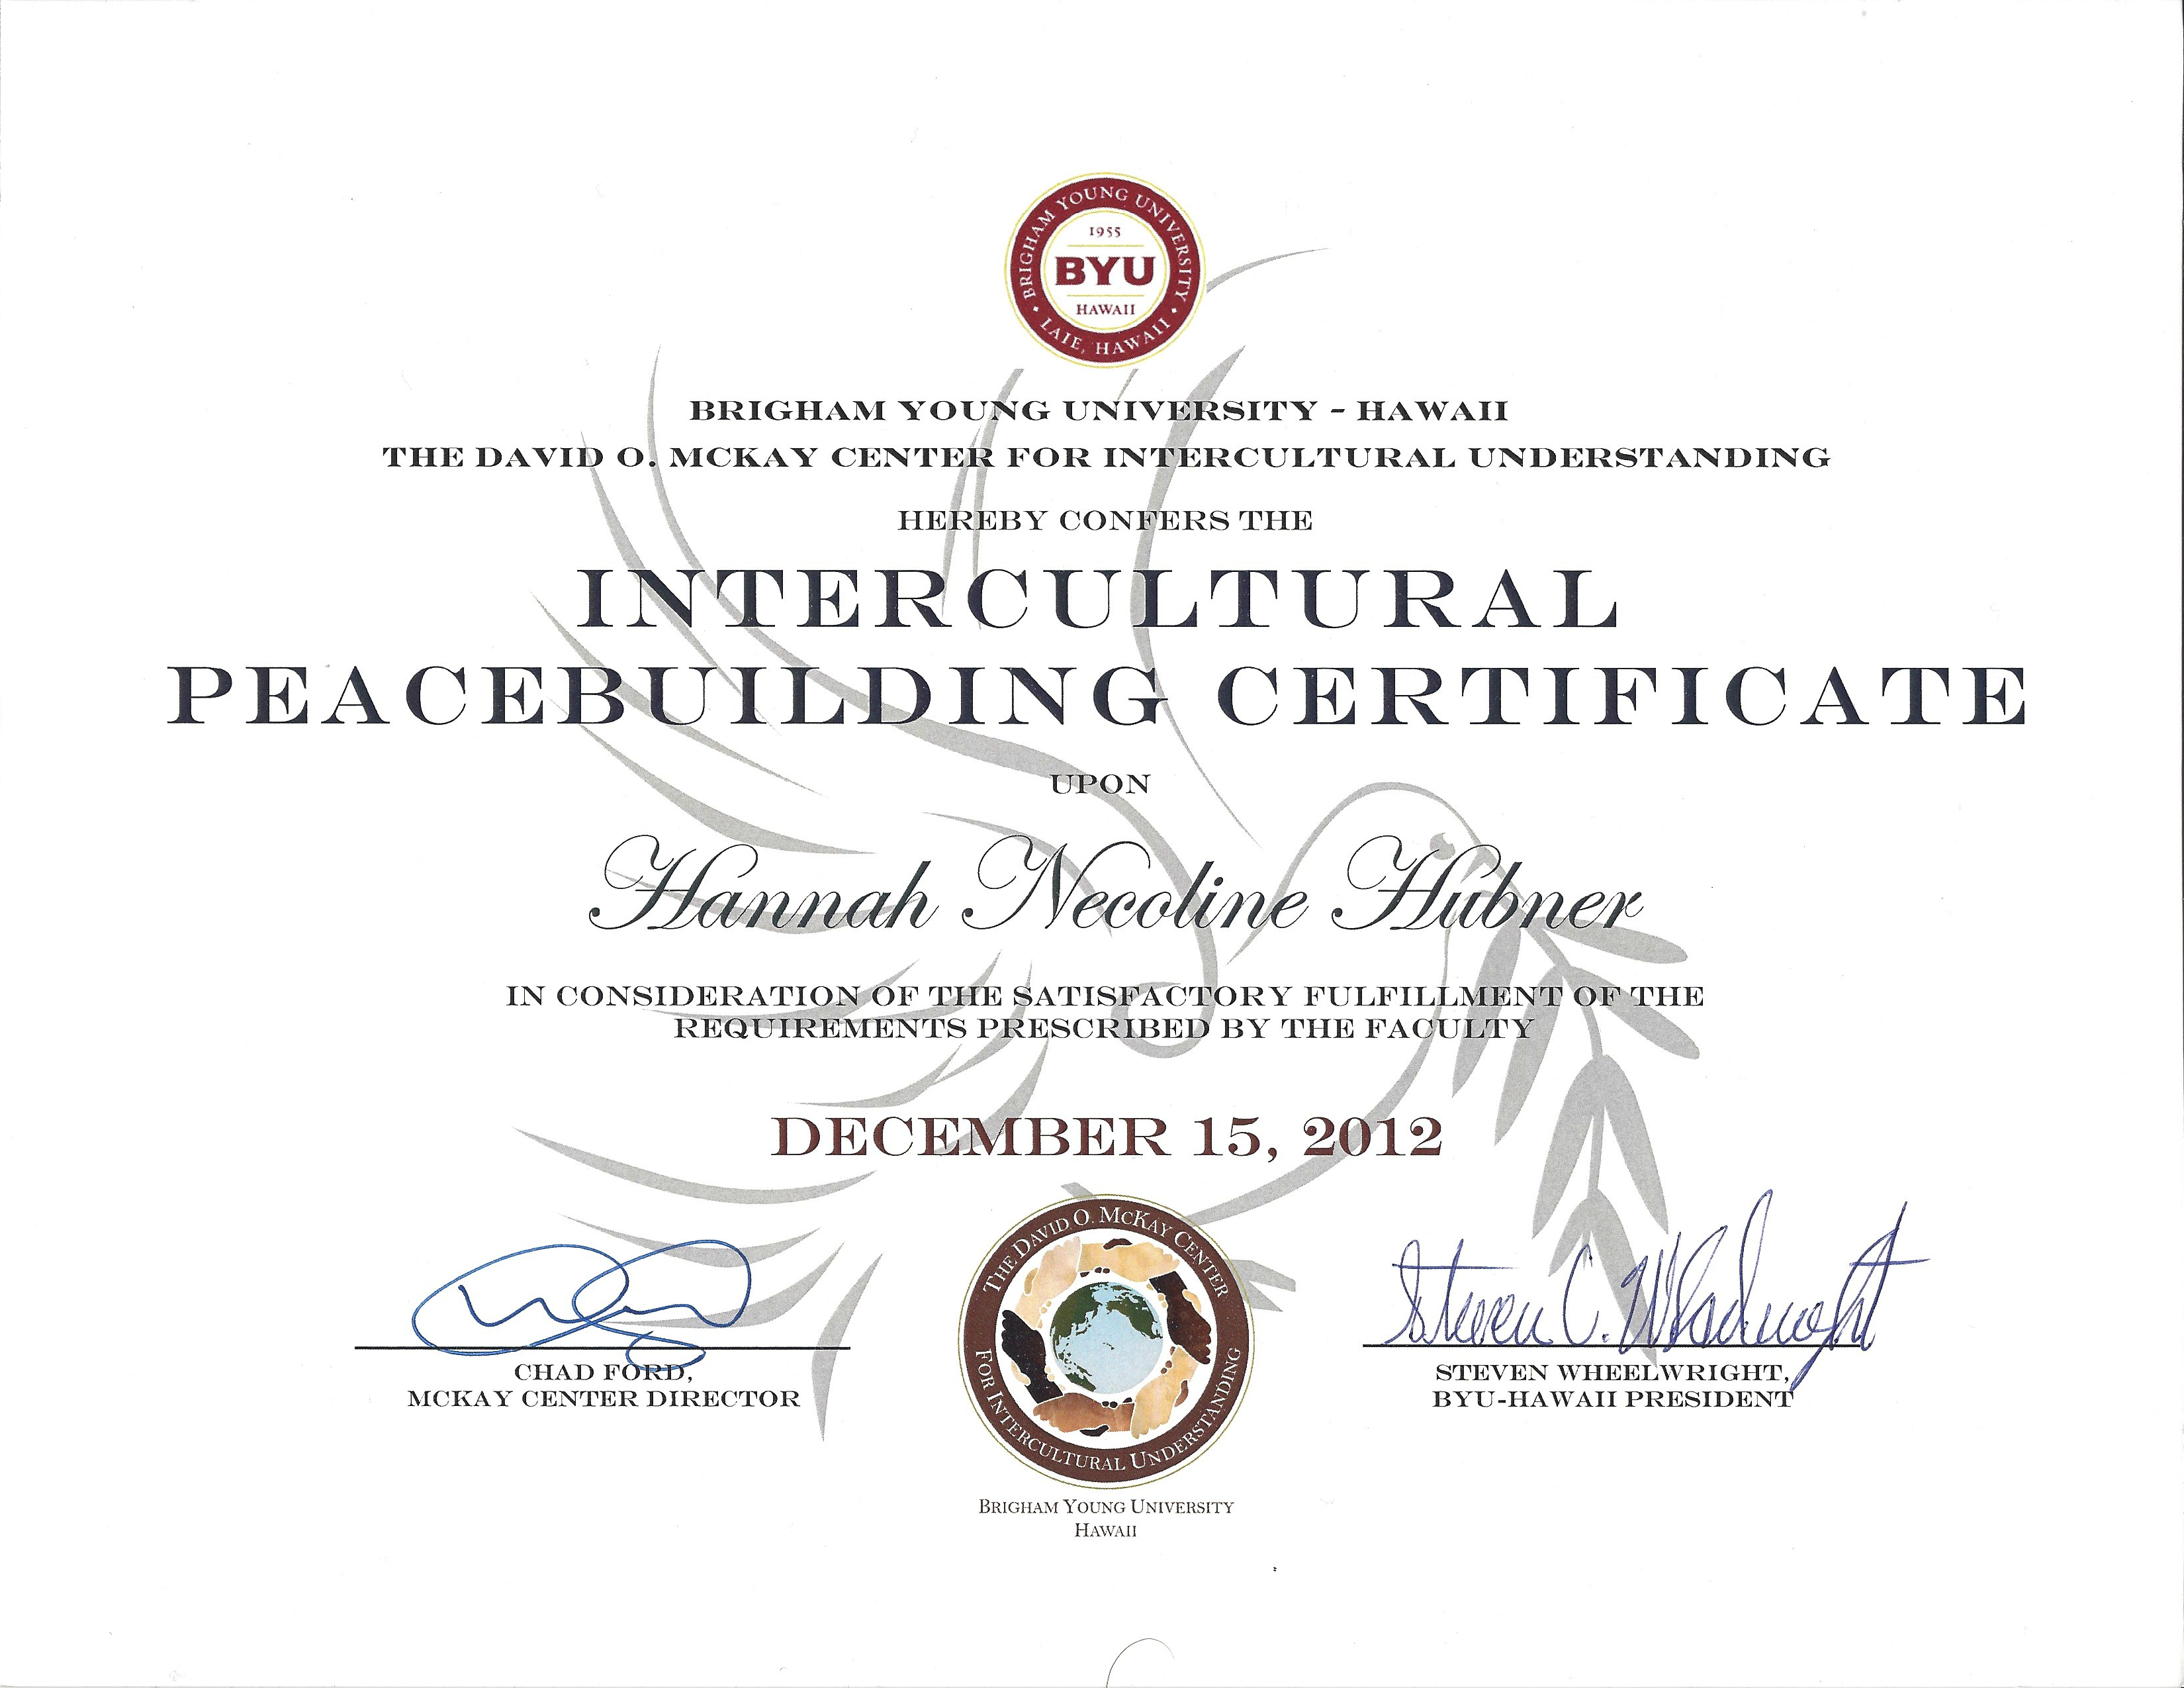 BRIGHAM YOUNG UNIVERSITY
1955
BYU
HAWAII
• LAIE, HAWAII •
BRIGHAM YOUNG UNIVERSITY - HAWAII
THE DAVID O. MCKAY CENTER FOR INTERCULTURAL UNDERSTANDING
HEREBY CONFERS THE
INTERCULTURAL
PEACEBUILDING CERTIFICATE
UPON
Hannah Necoline Hübner
IN CONSIDERATION OF THE SATISFACTORY FULFILLMENT OF THE
REQUIREMENTS PRESCRIBED BY THE FACULTY
DECEMBER 15, 2012
THE DAVID O. MCKAY CENTER
FOR INTERCULTURAL UNDERSTANDING
BRIGHAM YOUNG UNIVERSITY
HAWAII
CHAD FORD,
MCKAY CENTER DIRECTOR
Steven C. Wheelwright
STEVEN WHEELWRIGHT,
BYU-HAWAII PRESIDENT